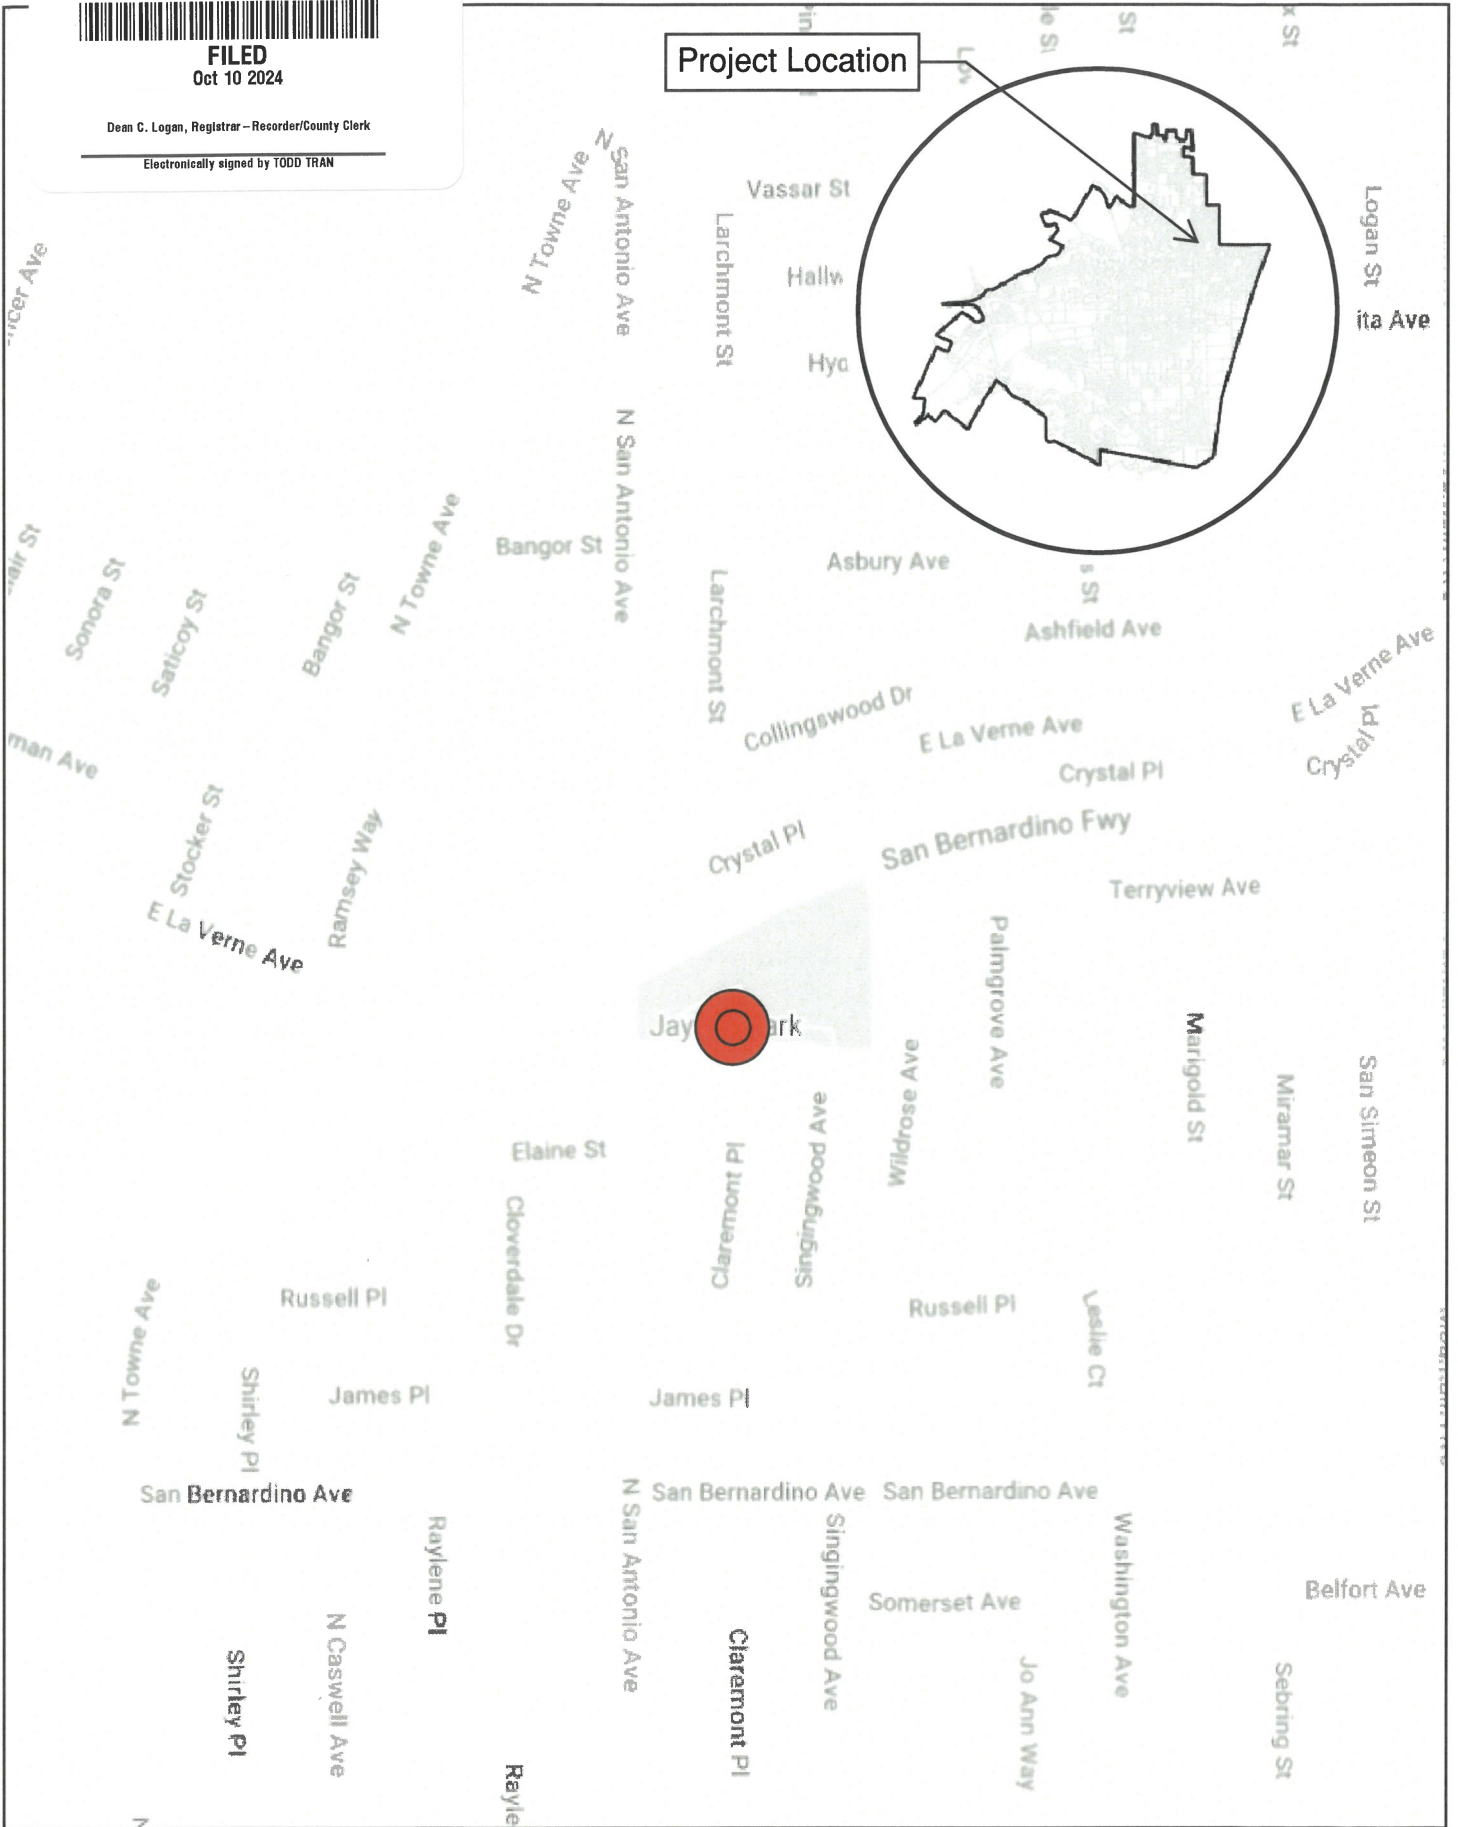 FILED
Oct 10 2024
Dean C. Logan, Registrar–Recorder/County Clerk
Electronically signed by TODD TRAN
Project Location
St
N Towne Ave
N San Antonio Ave
Larchmont St
Vassar St
Logan St
Ave
N San Antonio Ave
Bangor St
N Towne Ave
Asbury Ave
St
Sonora St
Saticoy St
Bangor St
Larchmont St
Ashfield Ave
E La Verne Ave
Collingswood Dr
E La Verne Ave
Crystal Pl
Crystal Pl
Ave
Stocker St
Ramsey Way
Crystal Pl
San Bernardino Fwy
Terryview Ave
E La Verne Ave
Palmgrove Ave
Marigold St
Miramar St
San Simeon St
Wildrose Ave
Elaine St
Claremont Pl
Singingwood Ave
Cloverdale Dr
N Towne Ave
Russell Pl
Russell Pl
Leslie Ct
Shirley Pl
James Pl
James Pl
San Bernardino Ave
San Bernardino Ave
San Bernardino Ave
Raylene Pl
N San Antonio Ave
Singingwood Ave
Washington Ave
Somerset Ave
Belfort Ave
Shirley Pl
N Caswell Ave
Claremont Pl
Jo Ann Way
Sebring St